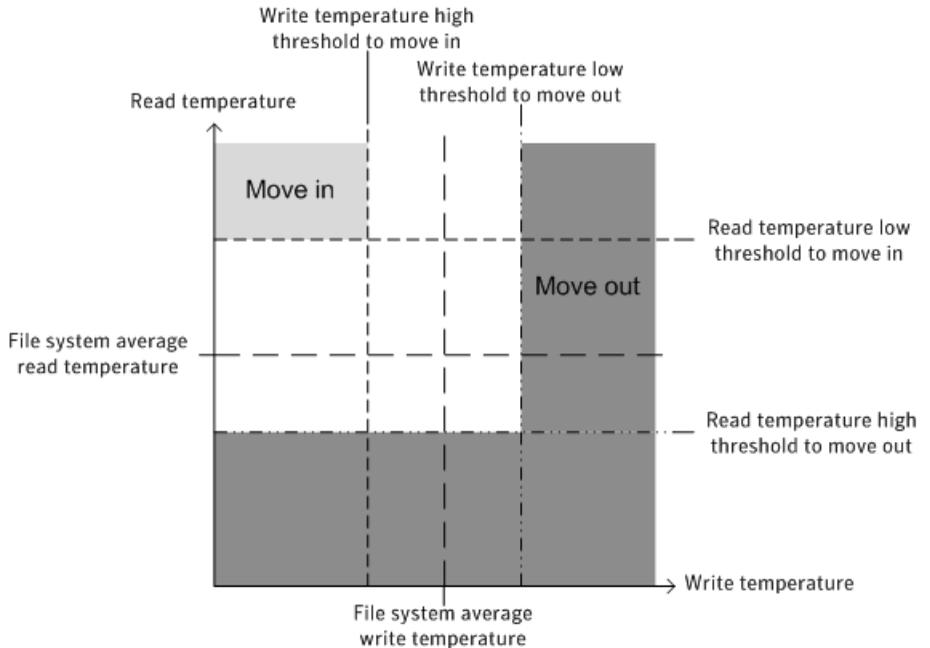 Write temperature high
threshold to move in
Write temperature low
threshold to move out
Read temperature
Move in
Read temperature low
threshold to move in
Move out
File system average
read temperature
Read temperature high
threshold to move out
Write temperature
File system average
write temperature